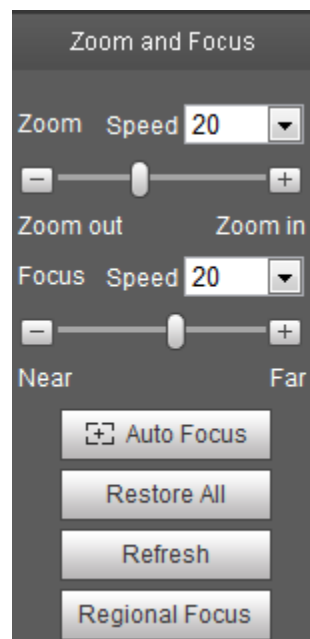 Zoom and Focus
Zoom Speed 20
Zoom out Zoom in
Focus Speed 20
Near Far
Auto Focus
Restore All
Refresh
Regional Focus